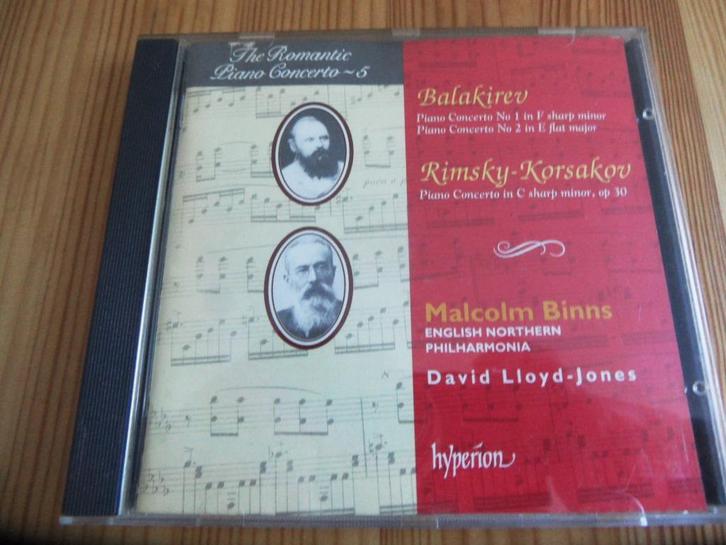 The Romantic
Piano Concerto ~ 5
Balakirev
Piano Concerto No 1 in F sharp minor
Piano Concerto No 2 in E flat major
Rimsky-Korsakov
Piano Concerto in C sharp minor, op 30
Malcolm Binns
ENGLISH NORTHERN
PHILHARMONIA
David Lloyd-Jones
hyperion